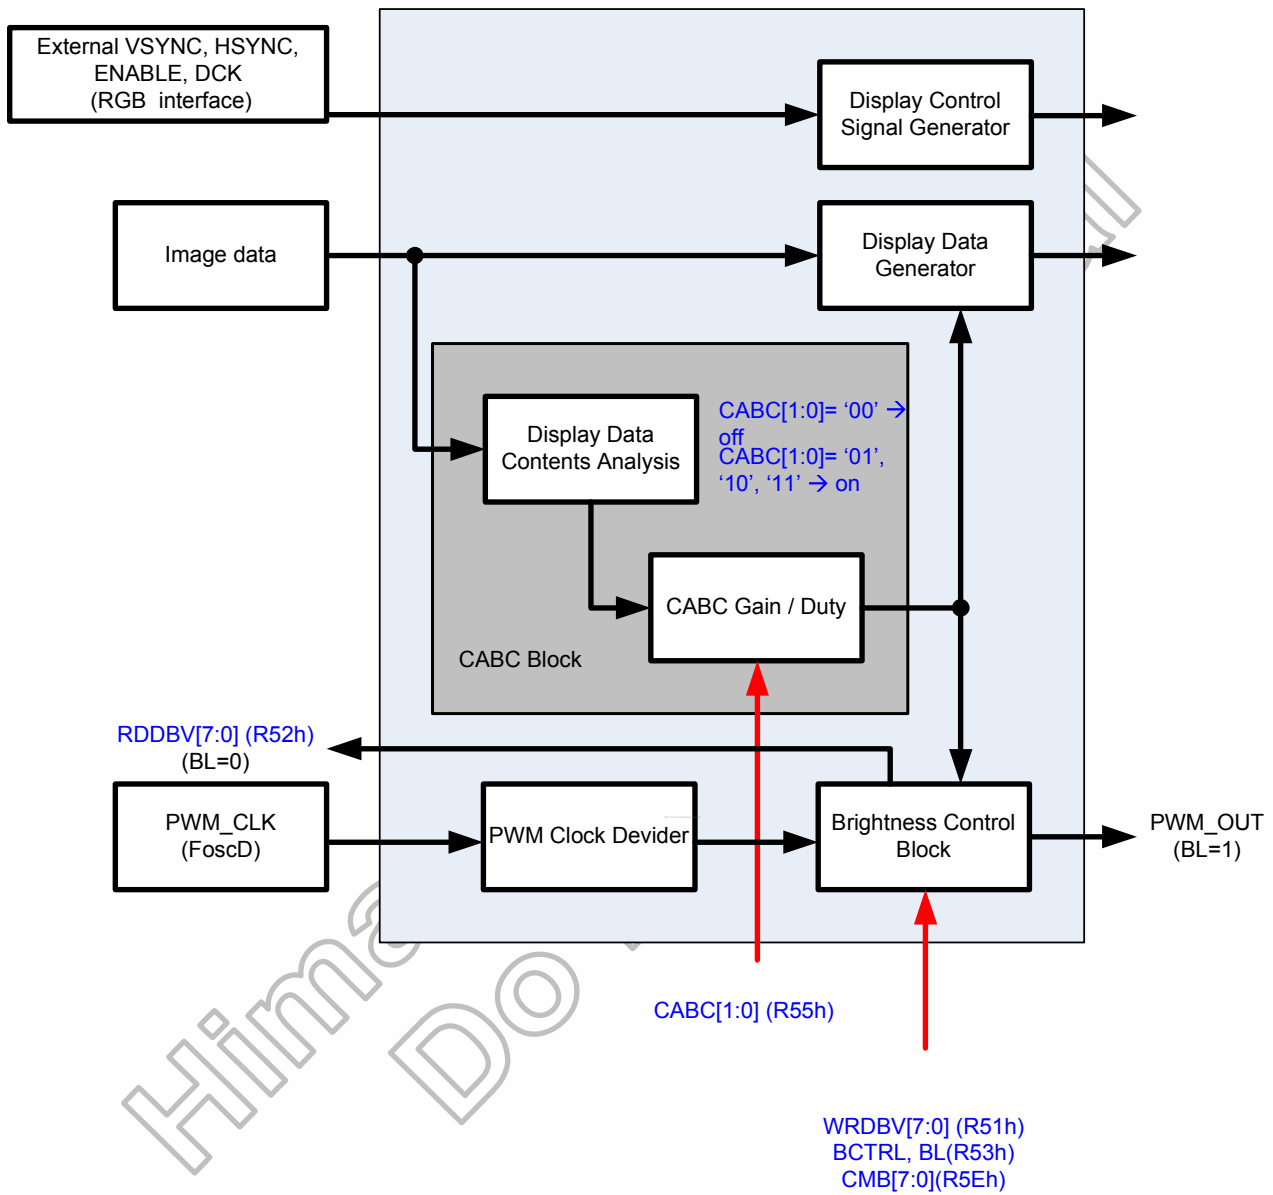 External VSYNC, HSYNC,
ENABLE, DCK
(RGB interface)
Display Control
Signal Generator
Image data
Display Data
Generator
Display Data
Contents Analysis
CABC[1:0]= ‘00’ →
off
CABC[1:0]= ‘01’,
‘10’, ‘11’ → on
CABC Gain / Duty
CABC Block
RDDBV[7:0] (R52h)
(BL=0)
PWM_CLK
(FoscD)
PWM Clock Devider
Brightness Control
Block
PWM_OUT
(BL=1)
CABC[1:0] (R55h)
WRDBV[7:0] (R51h)
BCTRL, BL(R53h)
CMB[7:0](R5Eh)
Do